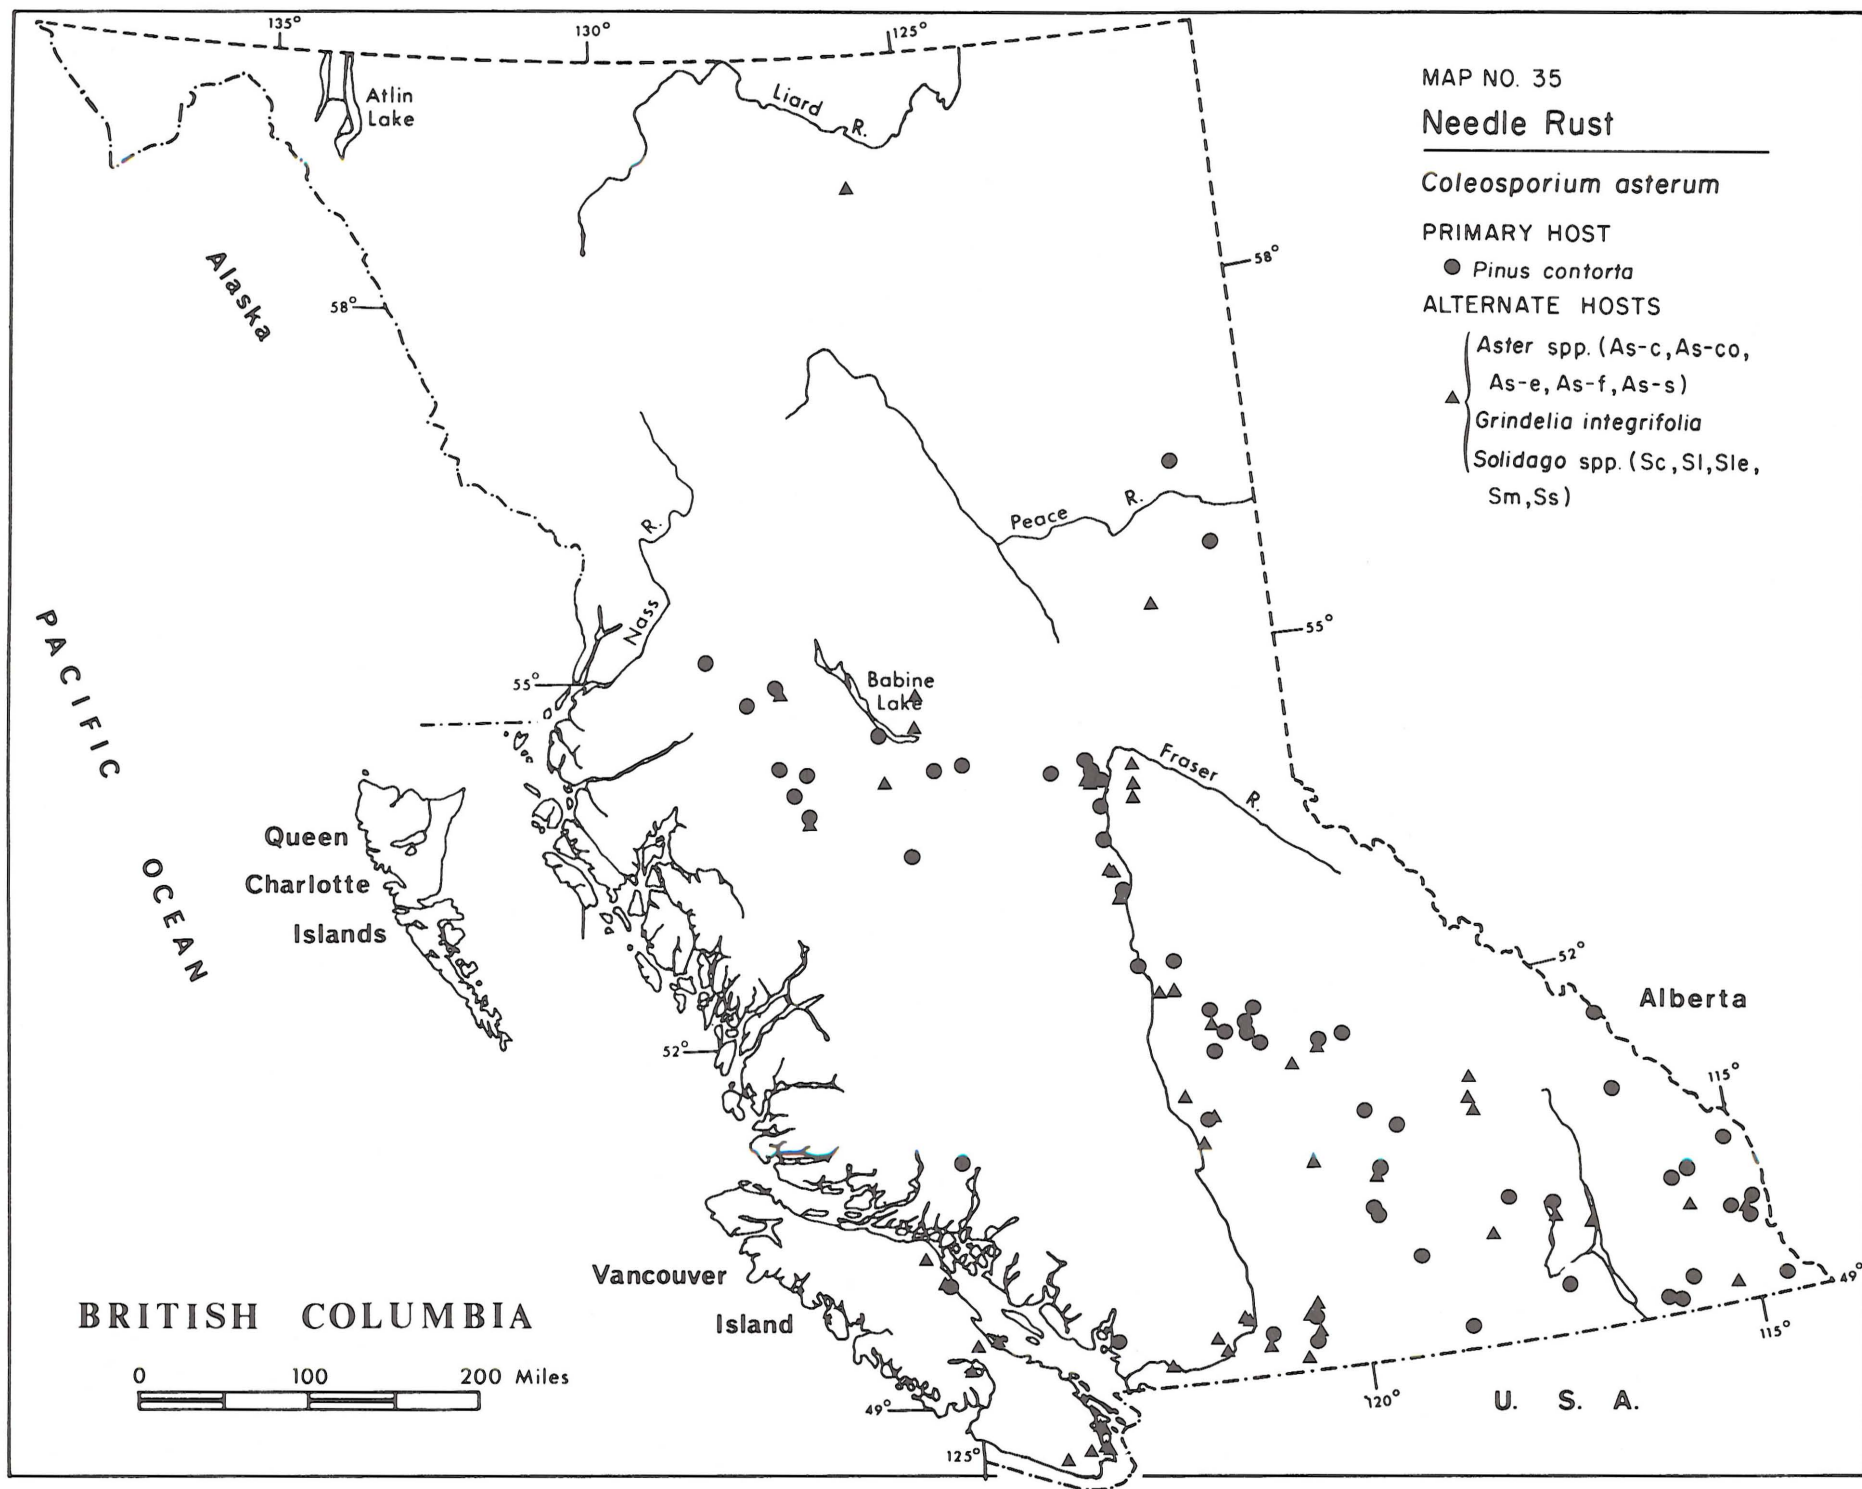 135°
130°
125°
MAP NO. 35
Needle Rust
Coleosporium asterum
PRIMARY HOST
Pinus contorta
ALTERNATE HOSTS
Aster spp. (As-c, As-co,
As-e, As-f, As-s)
Grindelia integrifolia
Solidago spp. (Sc, Sl, Sle,
Sm, Ss)
Atlin
Lake
Liard R.
Alaska
58°
58°
Peace R.
Nass R.
55°
55°
Babine
Lake
PACIFIC
OCEAN
Fraser R.
Queen
Charlotte
Islands
52°
52°
Alberta
115°
Vancouver
Island
BRITISH COLUMBIA
0 100 200 Miles
49°
49°
115°
120°
U. S. A.
125°